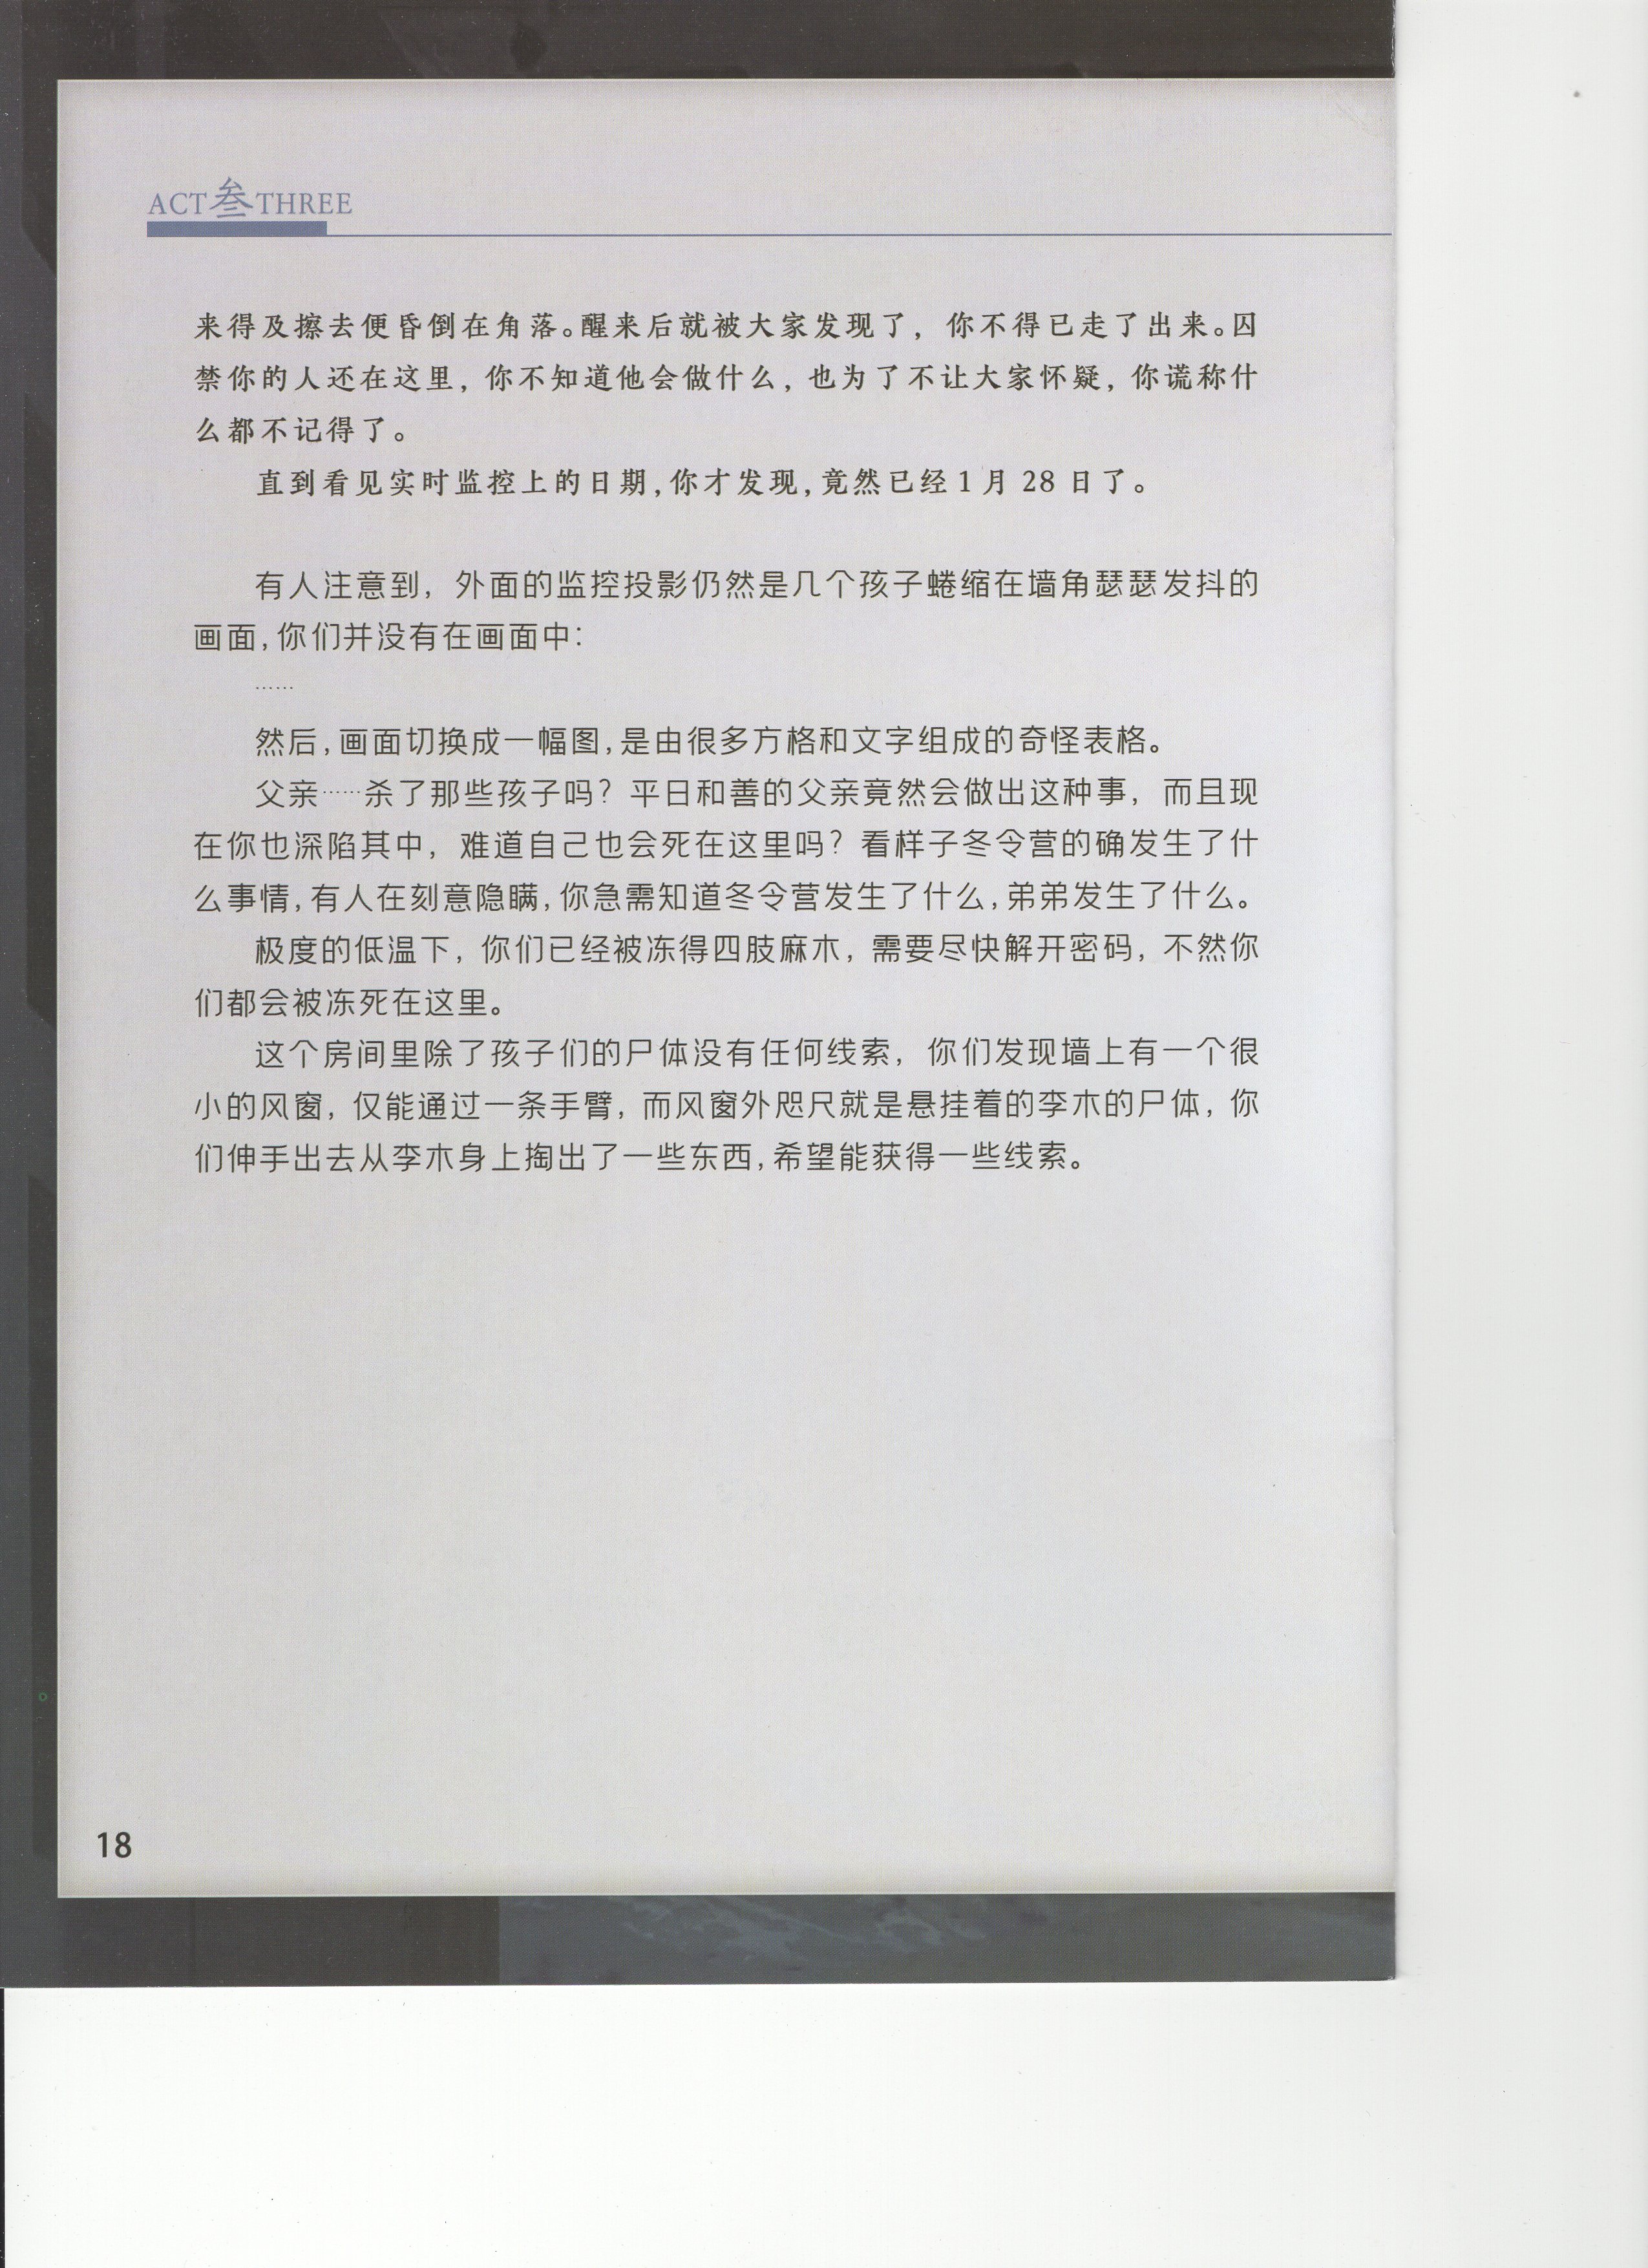 ACT叁THREE
来得及擦去便昏倒在角落。醒来后就被大家发现了，你不得已走了出来。囚
禁你的人还在这里，你不知道他会做什么，也为了不让大家怀疑，你谎称什
么都不记得了。
直到看见实时监控上的日期，你才发现，竟然已经1月28日了。
有人注意到，外面的监控投影仍然是几个孩子蜷缩在墙角瑟瑟发抖的
画面，你们并没有在画面中：
……
然后，画面切换成一幅图，是由很多方格和文字组成的奇怪表格。
父亲……杀了那些孩子吗？平日和善的父亲竟然会做出这种事，而且现
在你也深陷其中，难道自己也会死在这里吗？看样子冬令营的确发生了什
么事情，有人在刻意隐瞒，你急需知道冬令营发生了什么，弟弟发生了什么。
极度的低温下，你们已经被冻得四肢麻木，需要尽快解开密码，不然你
们都会被冻死在这里。
这个房间里除了孩子们的尸体没有任何线索，你们发现墙上有一个很
小的风窗，仅能通过一条手臂，而风窗外咫尺就是悬挂着的李木的尸体，你
们伸手出去从李木身上掏出了一些东西，希望能获得一些线索。
18